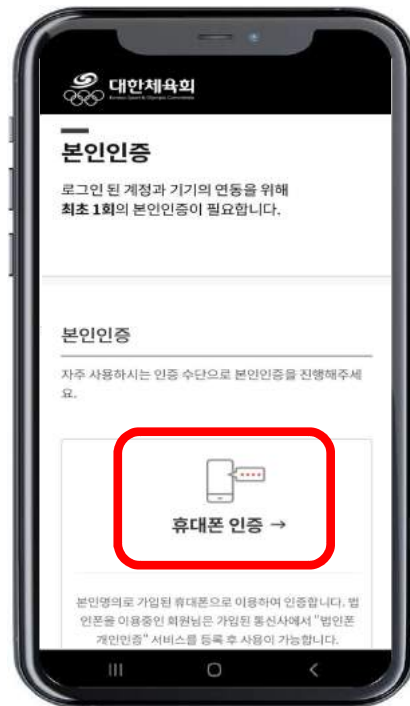 대한체육회
본인인증
로그인 된 계정과 기기의 연동을 위해
최초 1회의 본인인증이 필요합니다.
본인인증
자주 사용하시는 인증 수단으로 본인인증을 진행해주세
요.
휴대폰 인증 →
본인명의로 가입된 휴대폰으로 이용하여 인증합니다. 법
인폰을 이용중인 회원님은 가입된 통신사에서 "법인폰
개인인증" 서비스를 등록 후 사용이 가능합니다.